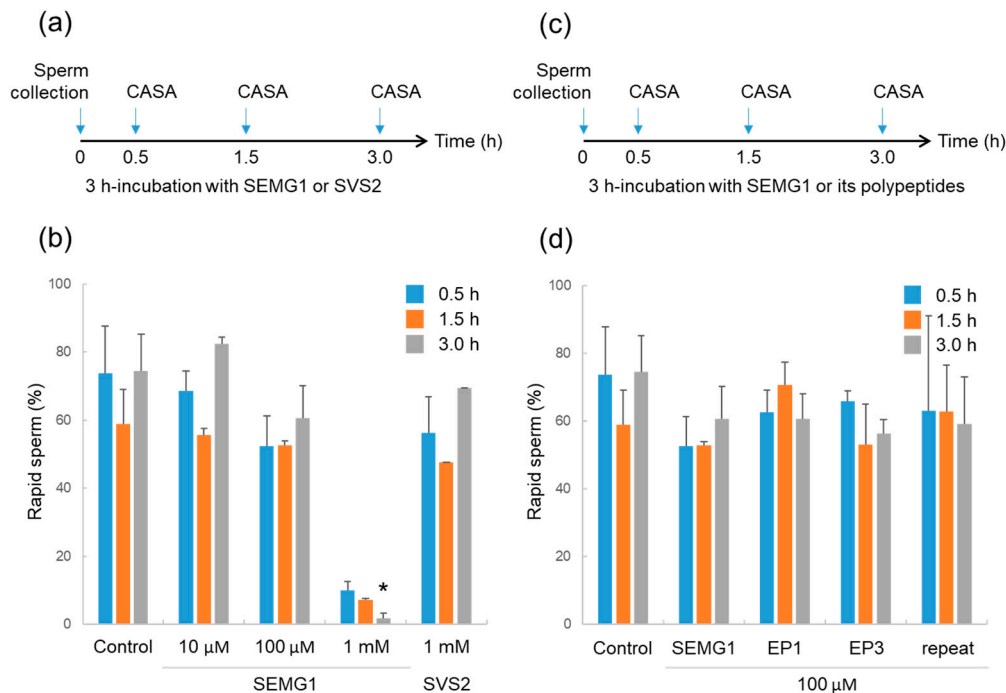 (a)
Sperm
collection
CASA
CASA
CASA
Time (h)
0
0.5
1.5
3.0
3 h-incubation with SEMG1 or SVS2
(c)
Sperm
collection
CASA
CASA
CASA
Time (h)
0
0.5
1.5
3.0
3 h-incubation with SEMG1 or its polypeptides
(b)
Rapid sperm (%)
100
80
60
40
20
0
0.5 h
1.5 h
3.0 h
*
Control
10 µM
100 µM
1 mM
1 mM
SEMG1
SVS2
(d)
Rapid sperm (%)
100
80
60
40
20
0
0.5 h
1.5 h
3.0 h
Control
SEMG1
EP1
EP3
repeat
100 µM